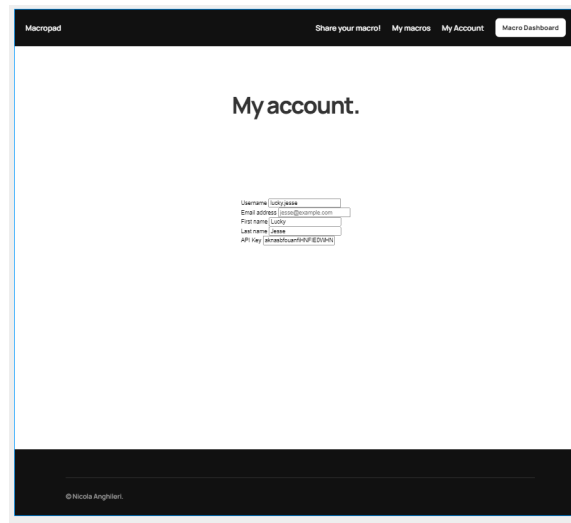 Macropad
Share your macro! My macros My Account Macro Dashboard
My account.
Username lucky.jesse
Email address jesse@example.com
First name Lucky
Last name Jesse
API Key
© Nicola Anghileri.